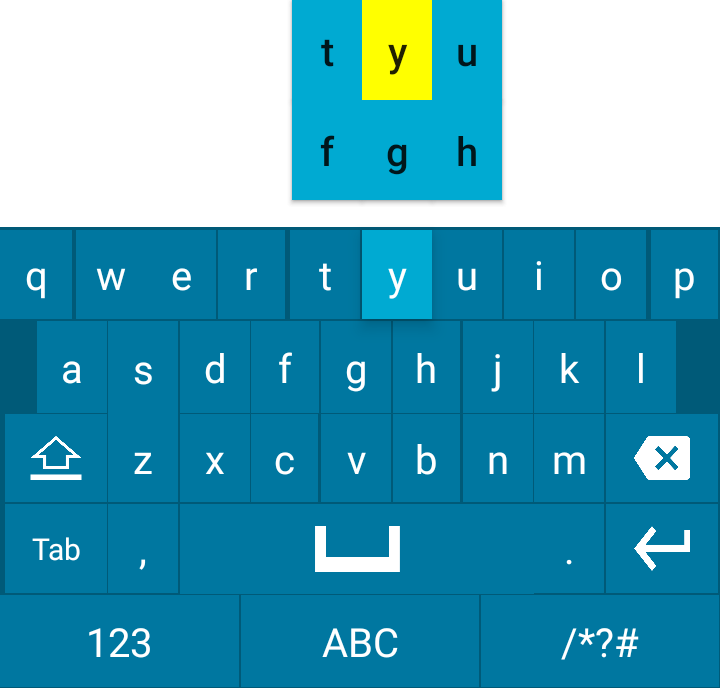 t y u
f g h
q w e r t y u i o p
a s d f g h j k l
z x c v b n m
Tab , .
123 ABC /*?#